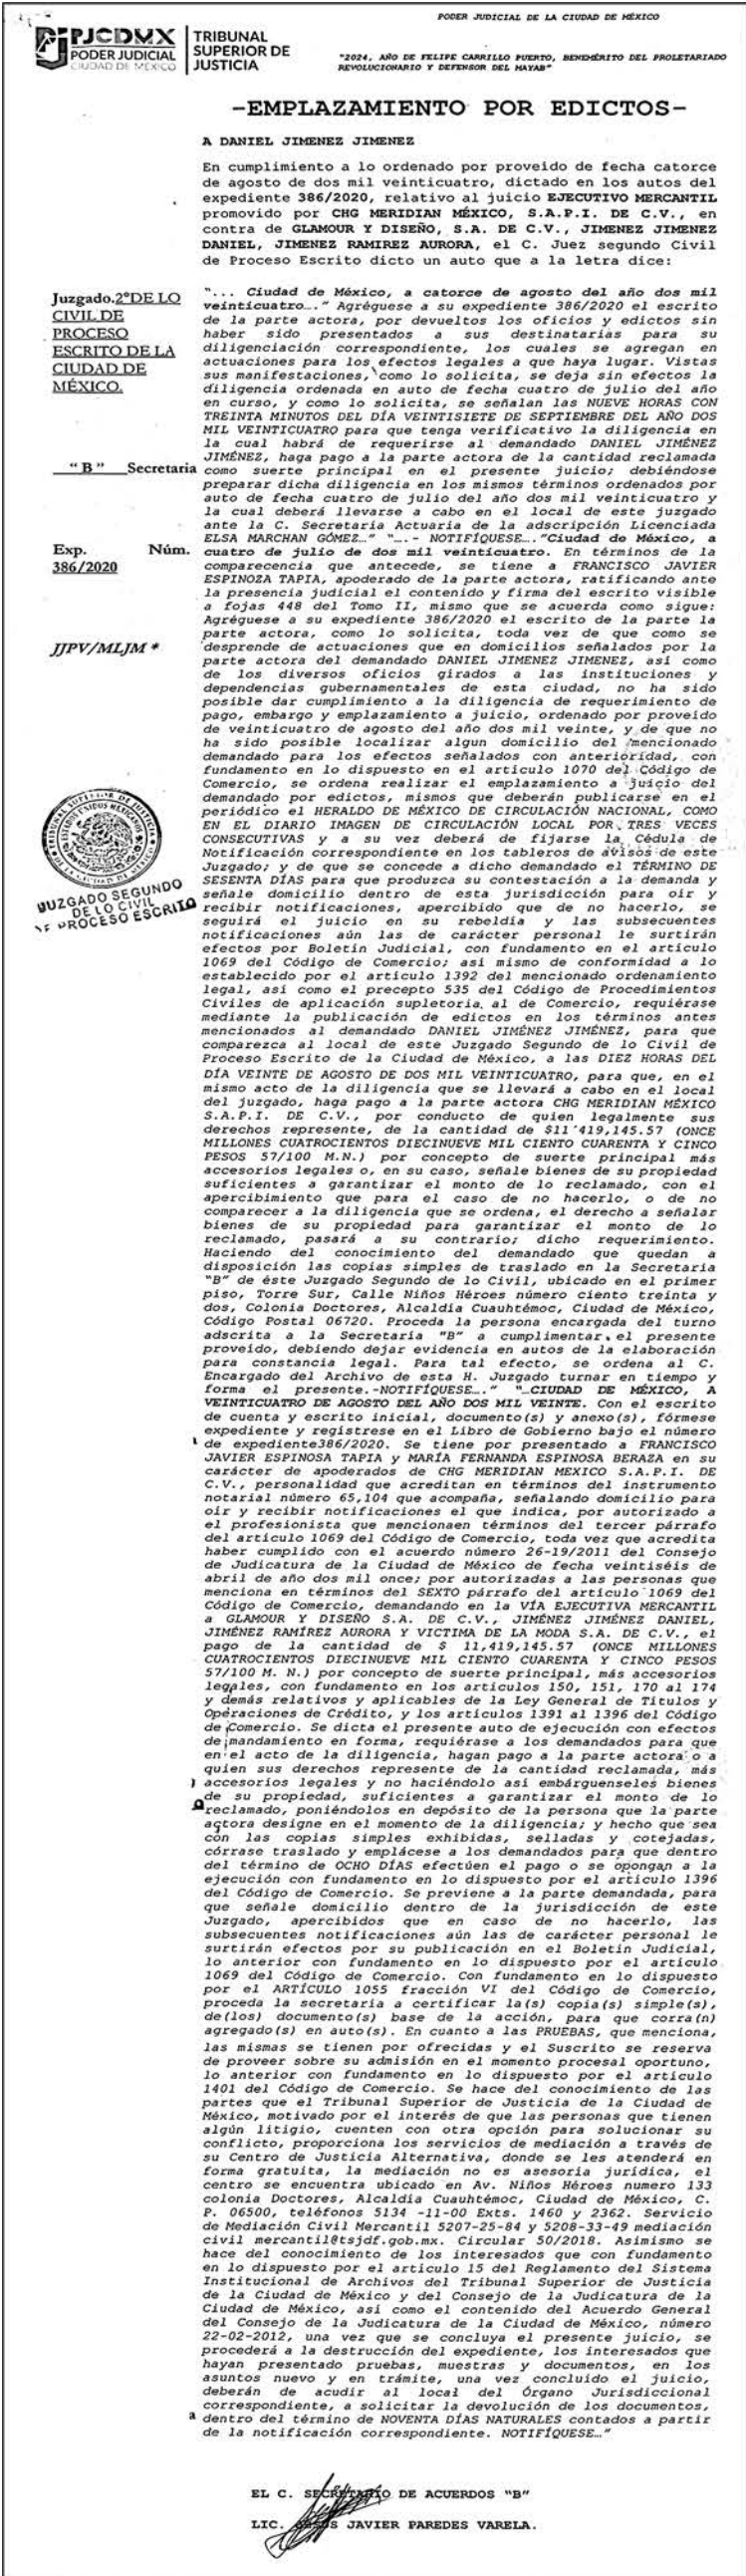 PODER JUDICIAL DE LA CIUDAD DE MÉXICO
PJCDMX
PODER JUDICIAL
CIUDAD DE MÉXICO
TRIBUNAL
SUPERIOR DE
JUSTICIA
"2024, AÑO DE FELIPE CARRILLO PUERTO, BENEMÉRITO DEL PROLETARIADO
REVOLUCIONARIO Y DEFENSOR DEL MAYAB"
-EMPLAZAMIENTO POR EDICTOS-
A DANIEL JIMENEZ JIMENEZ
En cumplimiento a lo ordenado por proveido de fecha catorce
de agosto de dos mil veinticuatro, dictado en los autos del
expediente 386/2020, relativo al juicio EJECUTIVO MERCANTIL
promovido por CHG MERIDIAN MÉXICO, S.A.P.I. DE C.V., en
contra de GLAMOUR Y DISEÑO, S.A. DE C.V., JIMENEZ JIMENEZ
DANIEL, JIMENEZ RAMIREZ AURORA, el C. Juez segundo Civil
de Proceso Escrito dicto un auto que a la letra dice:
Juzgado.2°DE LO
CIVIL DE
PROCESO
ESCRITO DE LA
CIUDAD DE
MÉXICO.
"B" Secretaria
Exp. Núm.
386/2020
JJPV/MLJM *
TRIBUNAL SUPERIOR DE JUSTICIA
ESTADOS UNIDOS MEXICANOS
JUZGADO SEGUNDO
DE LO CIVIL
DE PROCESO ESCRITO
"... Ciudad de México, a catorce de agosto del año dos mil
veinticuatro…" Agréguese a su expediente 386/2020 el escrito
de la parte actora, por devueltos los oficios y edictos sin
haber sido presentados a sus destinatarias para su
diligenciación correspondiente, los cuales se agregan en
actuaciones para los efectos legales a que haya lugar. Vistas
sus manifestaciones, como lo solicita, se deja sin efectos la
diligencia ordenada en auto de fecha cuatro de julio del año
en curso, y como lo solicita, se señalan las NUEVE HORAS CON
TREINTA MINUTOS DEL DÍA VEINTISIETE DE SEPTIEMBRE DEL AÑO DOS
MIL VEINTICUATRO para que tenga verificativo la diligencia en
la cual habrá de requerirse al demandado DANIEL JIMÉNEZ
JIMÉNEZ, haga pago a la parte actora de la cantidad reclamada
como suerte principal en el presente juicio; debiéndose
preparar dicha diligencia en los mismos términos ordenados por
auto de fecha cuatro de julio del año dos mil veinticuatro y
la cual deberá llevarse a cabo en el local de este juzgado
ante la C. Secretaria Actuaria de la adscripción Licenciada
ELSA MARCHAN GÓMEZ…" "….- NOTIFÍQUESE…."Ciudad de México, a
cuatro de julio de dos mil veinticuatro. En términos de la
comparecencia que antecede, se tiene a FRANCISCO JAVIER
ESPINOZA TAPIA, apoderado de la parte actora, ratificando ante
la presencia judicial el contenido y firma del escrito visible
a fojas 448 del Tomo II, mismo que se acuerda como sigue:
Agréguese a su expediente 386/2020 el escrito de la parte la
parte actora, como lo solicita, toda vez de que como se
desprende de actuaciones que en domicilios señalados por la
parte actora del demandado DANIEL JIMENEZ JIMENEZ, así como
de los diversos oficios girados a las instituciones y
dependencias gubernamentales de esta ciudad, no ha sido
posible dar cumplimiento a la diligencia de requerimiento de
pago, embargo y emplazamiento a juicio, ordenado por proveído
de veinticuatro de agosto del año dos mil veinte, y de que no
ha sido posible localizar algun domicilio del mencionado
demandado para los efectos señalados con anterioridad, con
fundamento en lo dispuesto en el artículo 1070 del Código de
Comercio, se ordena realizar el emplazamiento a juicio del
demandado por edictos, mismos que deberán publicarse en el
periódico el HERALDO DE MÉXICO DE CIRCULACIÓN NACIONAL, COMO
EN EL DIARIO IMAGEN DE CIRCULACIÓN LOCAL POR TRES VECES
CONSECUTIVAS y a su vez deberá de fijarse la Cédula de
Notificación correspondiente en los tableros de avisos de este
Juzgado; y de que se concede a dicho demandado el TÉRMINO DE
SESENTA DÍAS para que produzca su contestación a la demanda y
señale domicilio dentro de esta jurisdicción para oír y
recibir notificaciones, apercibido que de no hacerlo, se
seguirá el juicio en su rebeldía y las subsecuentes
notificaciones aún las de carácter personal le surtirán
efectos por Boletín Judicial, con fundamento en el artículo
1069 del Código de Comercio; así mismo de conformidad a lo
establecido por el artículo 1392 del mencionado ordenamiento
legal, así como el precepto 535 del Código de Procedimientos
Civiles de aplicación supletoria al de Comercio, requiérase
mediante la publicación de edictos en los términos antes
mencionados al demandado DANIEL JIMÉNEZ JIMÉNEZ, para que
comparezca al local de este Juzgado Segundo de lo Civil de
Proceso Escrito de la Ciudad de México, a las DIEZ HORAS DEL
DÍA VEINTE DE AGOSTO DE DOS MIL VEINTICUATRO, para que, en el
mismo acto de la diligencia que se llevará a cabo en el local
del juzgado, haga pago a la parte actora CHG MERIDIAN MÉXICO
S.A.P.I. DE C.V., por conducto de quien legalmente sus
derechos represente, de la cantidad de $11'419,145.57 (ONCE
MILLONES CUATROCIENTOS DIECINUEVE MIL CIENTO CUARENTA Y CINCO
PESOS 57/100 M.N.) por concepto de suerte principal más
accesorios legales o, en su caso, señale bienes de su propiedad
suficientes a garantizar el monto de lo reclamado, con el
apercibimiento que para el caso de no hacerlo, o de no
comparecer a la diligencia que se ordena, el derecho a señalar
bienes de su propiedad para garantizar el monto de lo
reclamado, pasará a su contrario; dicho requerimiento.
Haciendo del conocimiento del demandado que quedan a
disposición las copias simples de traslado en la Secretaria
"B" de éste Juzgado Segundo de lo Civil, ubicado en el primer
piso, Torre Sur, Calle Niños Héroes número ciento treinta y
dos, Colonia Doctores, Alcaldía Cuauhtémoc, Ciudad de México,
Código Postal 06720. Proceda la persona encargada del turno
adscrita a la Secretaría "B" a cumplimentar el presente
proveído, debiendo dejar evidencia en autos de la elaboración
para constancia legal. Para tal efecto, se ordena al C.
Encargado del Archivo de esta H. Juzgado turnar en tiempo y
forma el presente.-NOTIFÍQUESE…." "…CIUDAD DE MÉXICO, A
VEINTICUATRO DE AGOSTO DEL AÑO DOS MIL VEINTE. Con el escrito
de cuenta y escrito inicial, documento(s) y anexo(s), fórmese
expediente y regístrese en el Libro de Gobierno bajo el número
de expediente386/2020. Se tiene por presentado a FRANCISCO
JAVIER ESPINOSA TAPIA y MARÍA FERNANDA ESPINOSA BERAZA en su
carácter de apoderados de CHG MERIDIAN MEXICO S.A.P.I. DE
C.V., personalidad que acreditan en términos del instrumento
notarial número 65,104 que acompaña, señalando domicilio para
oír y recibir notificaciones el que indica, por autorizado a
el profesionista que mencionaen términos del tercer párrafo
del artículo 1069 del Código de Comercio, toda vez que acredita
haber cumplido con el acuerdo número 26-19/2011 del Consejo
de Judicatura de la Ciudad de México de fecha veintiséis de
abril de año dos mil once; por autorizadas a las personas que
menciona en términos del SEXTO párrafo del artículo 1069 del
Código de Comercio, demandando en la VÍA EJECUTIVA MERCANTIL
a GLAMOUR Y DISEÑO S.A. DE C.V., JIMÉNEZ JIMÉNEZ DANIEL,
JIMÉNEZ RAMÍREZ AURORA Y VICTIMA DE LA MODA S.A. DE C.V., el
pago de la cantidad de $ 11,419,145.57 (ONCE MILLONES
CUATROCIENTOS DIECINUEVE MIL CIENTO CUARENTA Y CINCO PESOS
57/100 M. N.) por concepto de suerte principal, más accesorios
legales, con fundamento en los artículos 150, 151, 170 al 174
y demás relativos y aplicables de la Ley General de Títulos y
Operaciones de Crédito, y los artículos 1391 al 1396 del Código
de Comercio. Se dicta el presente auto de ejecución con efectos
de mandamiento en forma, requiérase a los demandados para que
en el acto de la diligencia, hagan pago a la parte actora o a
quien sus derechos represente de la cantidad reclamada, más
accesorios legales y no haciéndolo así embárguenseles bienes
de su propiedad, suficientes a garantizar el monto de lo
reclamado, poniéndolos en depósito de la persona que la parte
actora designe en el momento de la diligencia; y hecho que sea
con las copias simples exhibidas, selladas y cotejadas,
córrase traslado y emplácese a los demandados para que dentro
del término de OCHO DÍAS efectúen el pago o se opongan a la
ejecución con fundamento en lo dispuesto por el artículo 1396
del Código de Comercio. Se previene a la parte demandada, para
que señale domicilio dentro de la jurisdicción de este
Juzgado, apercibidos que en caso de no hacerlo, las
subsecuentes notificaciones aún las de carácter personal le
surtirán efectos por su publicación en el Boletín Judicial,
lo anterior con fundamento en lo dispuesto por el artículo
1069 del Código de Comercio. Con fundamento en lo dispuesto
por el ARTÍCULO 1055 fracción VI del Código de Comercio,
proceda la secretaria a certificar la(s) copia(s) simple(s),
de(los) documento(s) base de la acción, para que corra(n)
agregado(s) en auto(s). En cuanto a las PRUEBAS, que menciona,
las mismas se tienen por ofrecidas y el Suscrito se reserva
de proveer sobre su admisión en el momento procesal oportuno,
lo anterior con fundamento en lo dispuesto por el artículo
1401 del Código de Comercio. Se hace del conocimiento de las
partes que el Tribunal Superior de Justicia de la Ciudad de
México, motivado por el interés de que las personas que tienen
algún litigio, cuenten con otra opción para solucionar su
conflicto, proporciona los servicios de mediación a través de
su Centro de Justicia Alternativa, donde se les atenderá en
forma gratuita, la mediación no es asesoría jurídica, el
centro se encuentra ubicado en Av. Niños Héroes numero 133
colonia Doctores, Alcaldía Cuauhtémoc, Ciudad de México, C.
P. 06500, teléfonos 5134 -11-00 Exts. 1460 y 2362. Servicio
de Mediación Civil Mercantil 5207-25-84 y 5208-33-49 mediación
civil mercantil@tsjdf.gob.mx. Circular 50/2018. Asimismo se
hace del conocimiento de los interesados que con fundamento
en lo dispuesto por el artículo 15 del Reglamento del Sistema
Institucional de Archivos del Tribunal Superior de Justicia
de la Ciudad de México y del Consejo de la Judicatura de la
Ciudad de México, así como el contenido del Acuerdo General
del Consejo de la Judicatura de la Ciudad de México, número
22-02-2012, una vez que se concluya el presente juicio, se
procederá a la destrucción del expediente, los interesados que
hayan presentado pruebas, muestras y documentos, en los
asuntos nuevo y en trámite, una vez concluido el juicio,
deberán de acudir al local del Órgano Jurisdiccional
correspondiente, a solicitar la devolución de los documentos,
dentro del término de NOVENTA DÍAS NATURALES contados a partir
de la notificación correspondiente. NOTIFÍQUESE…"
EL C. SECRETARIO DE ACUERDOS "B"
LIC. JAVIER PAREDES VARELA.